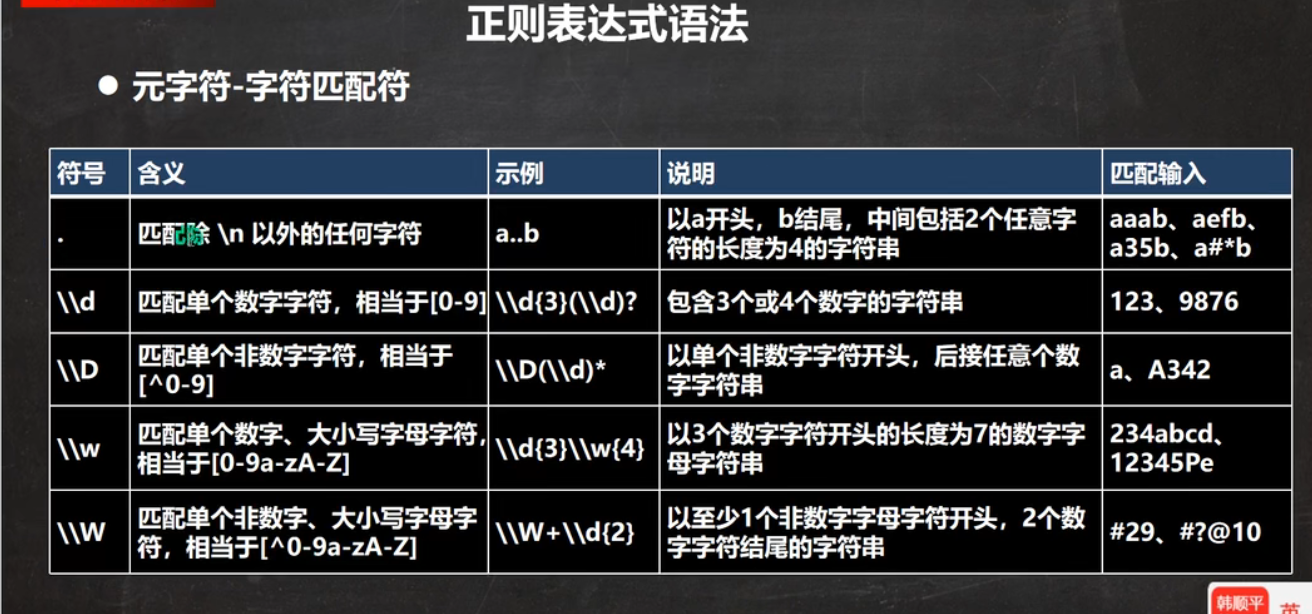 正则表达式语法
● 元字符-字符匹配符
符号 含义 示例 说明 匹配输入
. 匹配除 \n 以外的任何字符 a..b 以a开头，b结尾，中间包括2个任意字
符的长度为4的字符串 aaab、aefb、
a35b、a#*b
\\d 匹配单个数字字符，相当于[0-9] \\d{3}(\\d)? 包含3个或4个数字的字符串 123、9876
\\D 匹配单个非数字字符，相当于
[^0-9] \\D(\\d)* 以单个非数字字符开头，后接任意个数
字字符串 a、A342
\\w 匹配单个数字、大小写字母字符，
相当于[0-9a-zA-Z] \\d{3}\\w{4} 以3个数字字符开头的长度为7的数字字
母字符串 234abcd、
12345Pe
\\W 匹配单个非数字、大小写字母字
符，相当于[^0-9a-zA-Z] \\W+\\d{2} 以至少1个非数字字母字符开头，2个数
字字符结尾的字符串 #29、#?@10
韩顺平 英